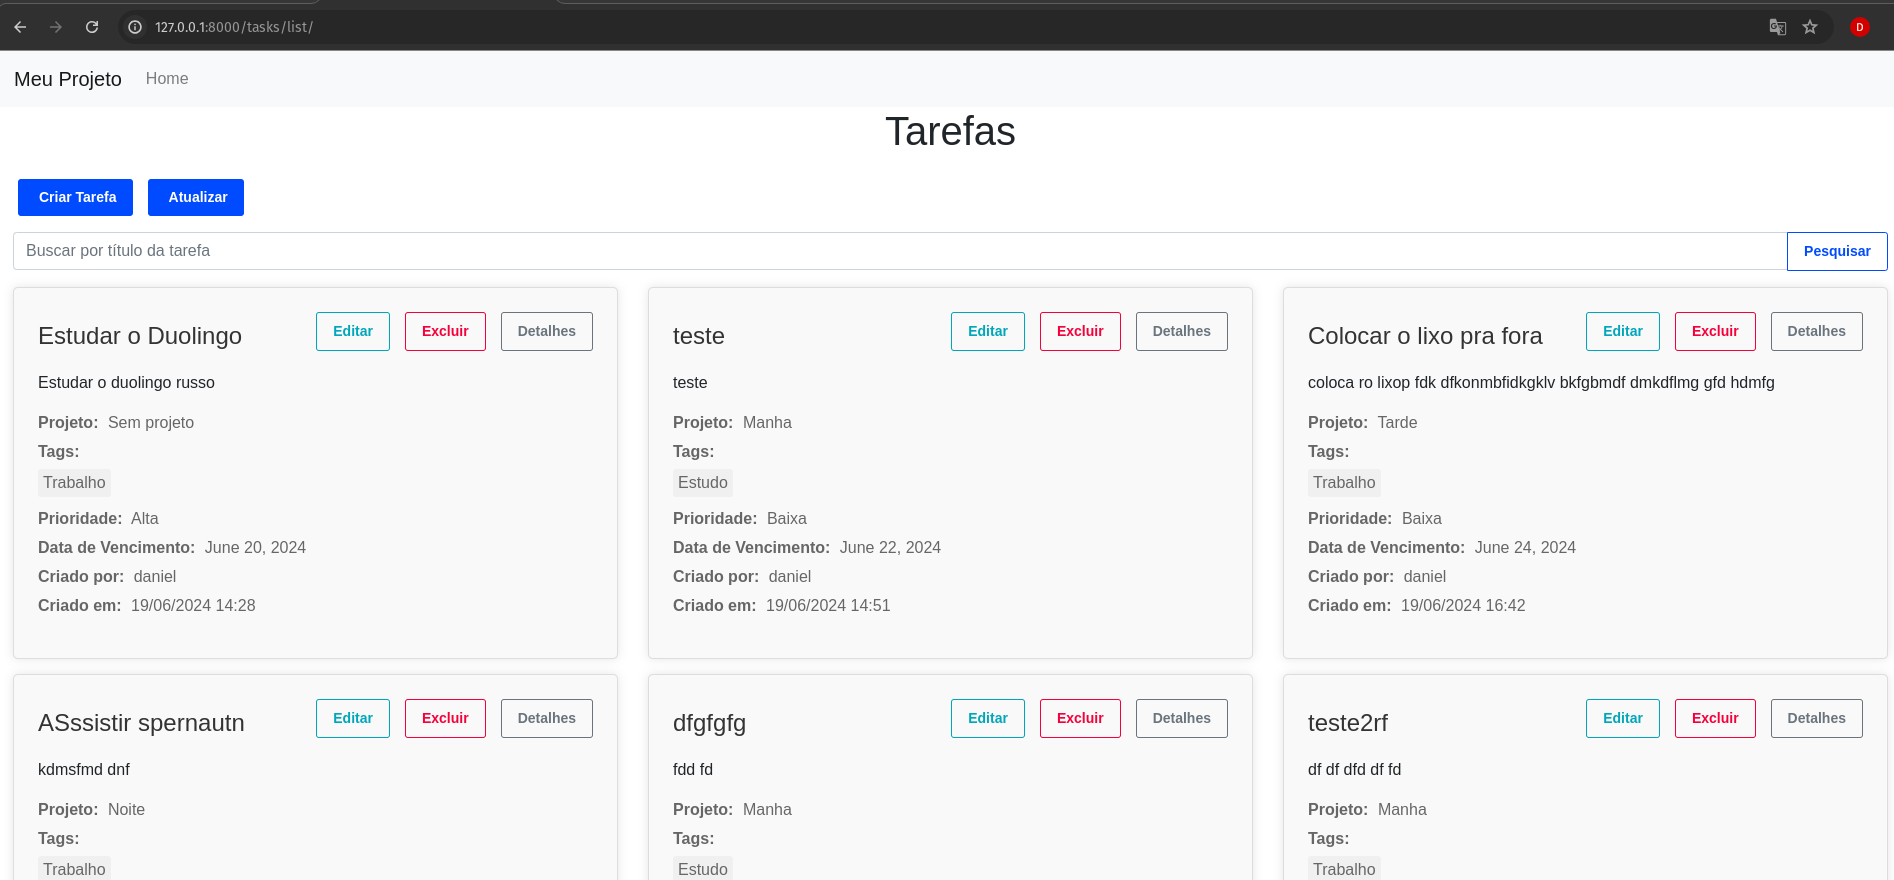 127.0.0.1:8000/tasks/list/
D
Meu Projeto Home
Tarefas
Criar Tarefa Atualizar
Buscar por título da tarefa Pesquisar
Estudar o Duolingo Editar Excluir Detalhes
Estudar o duolingo russo
Projeto: Sem projeto
Tags:
Trabalho
Prioridade: Alta
Data de Vencimento: June 20, 2024
Criado por: daniel
Criado em: 19/06/2024 14:28
teste Editar Excluir Detalhes
teste
Projeto: Manha
Tags:
Estudo
Prioridade: Baixa
Data de Vencimento: June 22, 2024
Criado por: daniel
Criado em: 19/06/2024 14:51
Colocar o lixo pra fora Editar Excluir Detalhes
coloca ro lixop fdk dfkonmbfidkgklv bkfgbmdf dmkdflmg gfd hdmfg
Projeto: Tarde
Tags:
Trabalho
Prioridade: Baixa
Data de Vencimento: June 24, 2024
Criado por: daniel
Criado em: 19/06/2024 16:42
ASssistir spernautn Editar Excluir Detalhes
kdmsfmd dnf
Projeto: Noite
Tags:
Trabalho
dfgfgfg Editar Excluir Detalhes
fdd fd
Projeto: Manha
Tags:
Estudo
teste2rf Editar Excluir Detalhes
df df dfd df fd
Projeto: Manha
Tags:
Trabalho